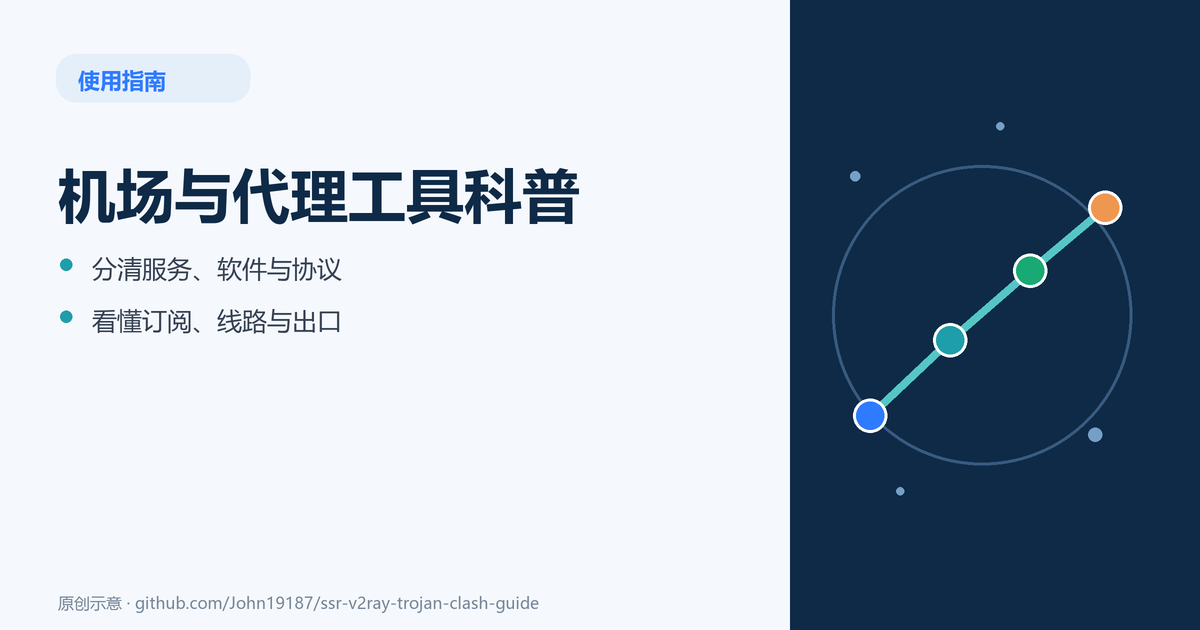 使用指南
机场与代理工具科普
分清服务、软件与协议
看懂订阅、线路与出口
原创示意 · github.com/John19187/ssr-v2ray-trojan-clash-guide